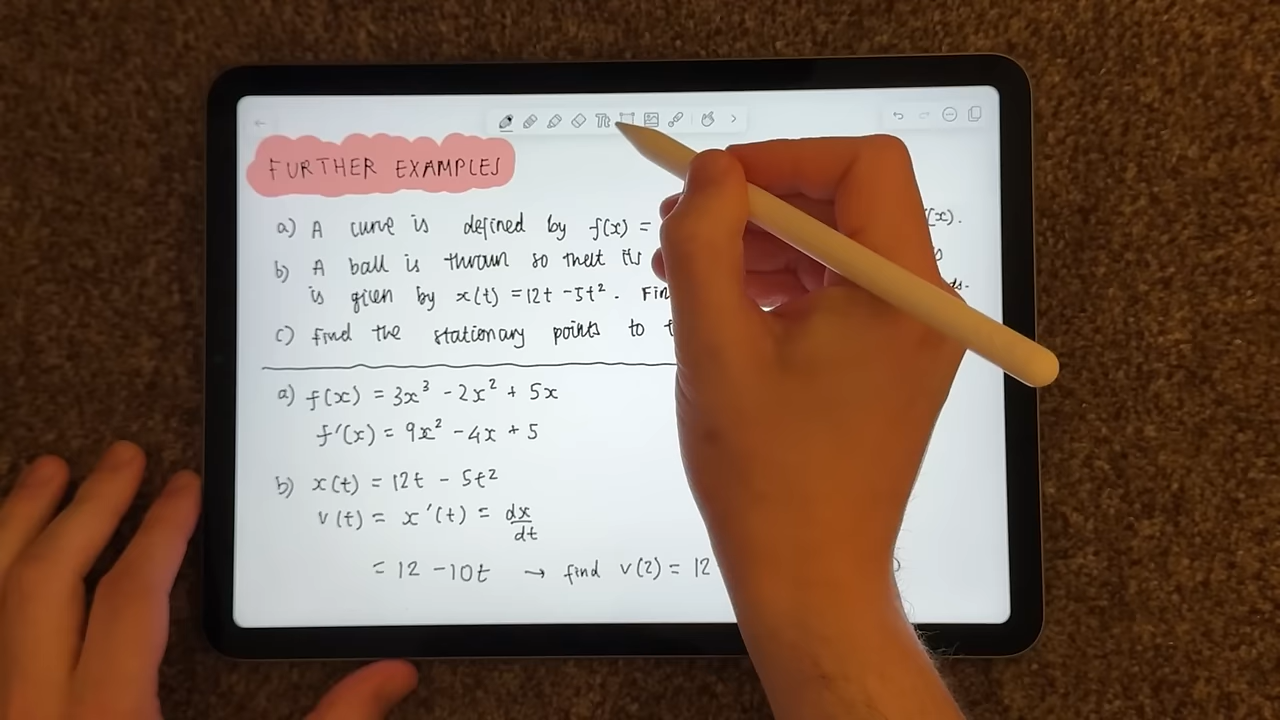 FURTHER EXAMPLES
a) A curve is defined by f(x) = (x).
b) A ball is thrown so that its
is given by x(t) = 12t - 5t². Fin ds.
c) Find the stationary points to t
a) f(x) = 3x³ - 2x² + 5x
f'(x) = 9x² - 4x + 5
b) x(t) = 12t - 5t²
v(t) = x'(t) = dx/dt
= 12 - 10t → find v(2) = 12